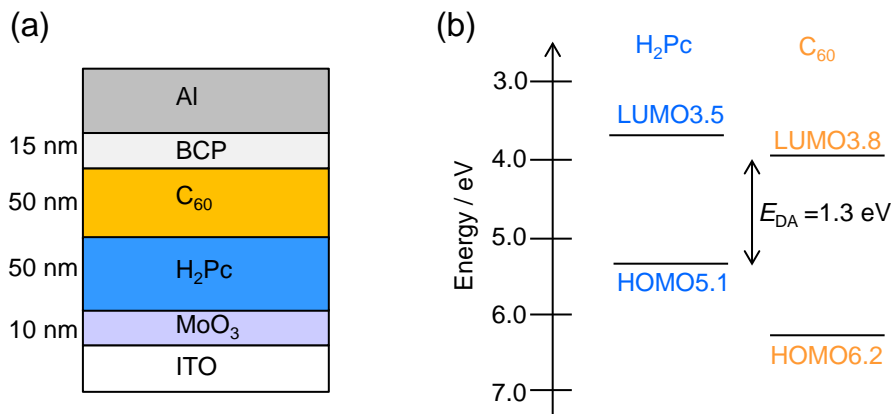 (a)
Al
15 nm
BCP
50 nm
C₆₀
50 nm
H₂Pc
10 nm
MoO₃
ITO
(b)
H₂Pc
C₆₀
Energy / eV
3.0
4.0
5.0
6.0
7.0
LUMO3.5
LUMO3.8
E_DA =1.3 eV
HOMO5.1
HOMO6.2